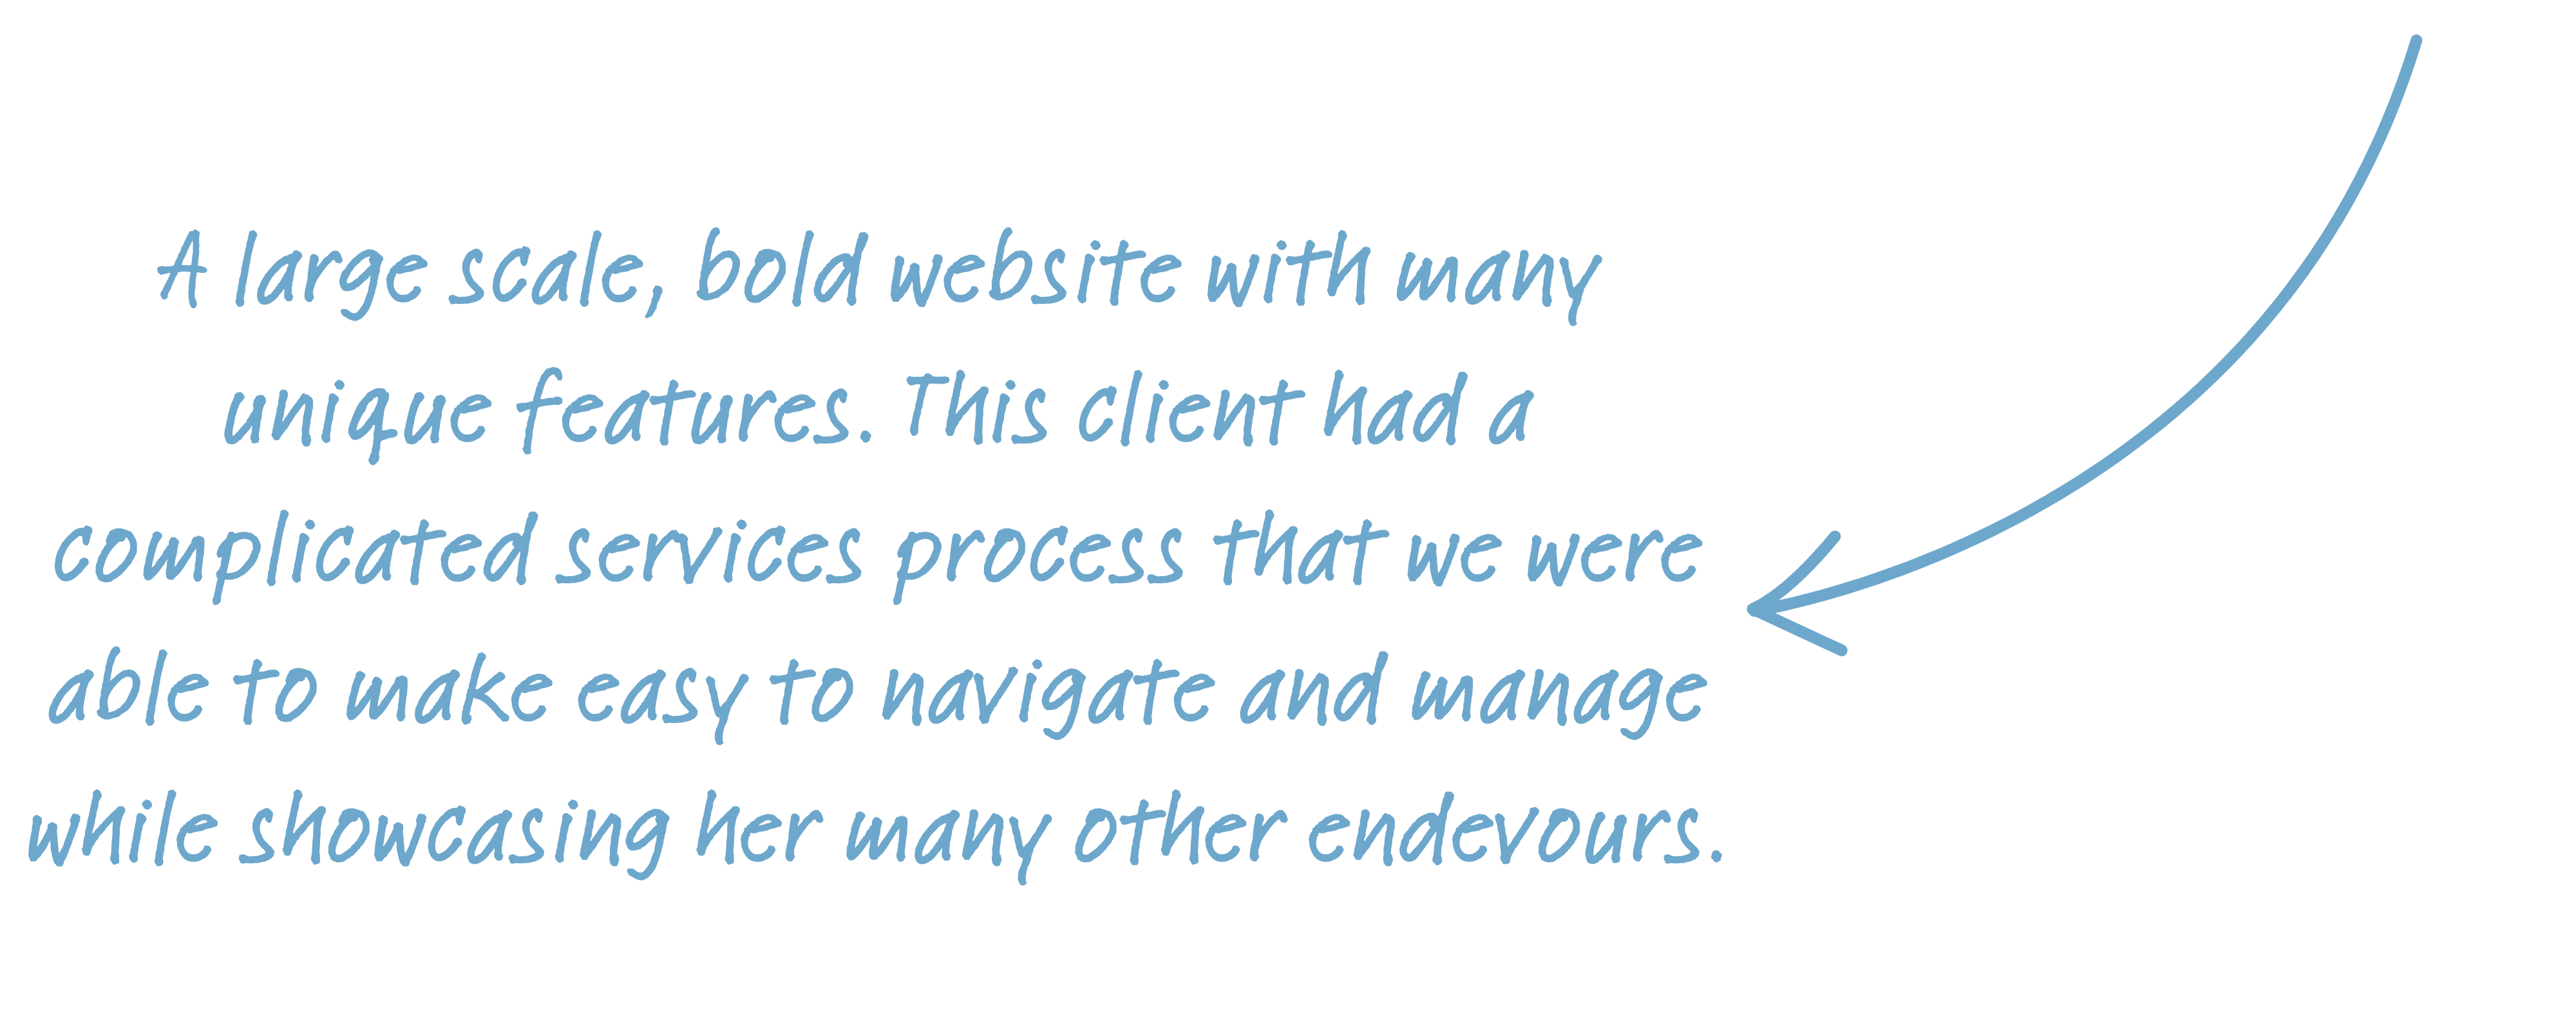 A large scale, bold website with many
unique features. This client had a
complicated services process that we were
able to make easy to navigate and manage
while showcasing her many other endevours.